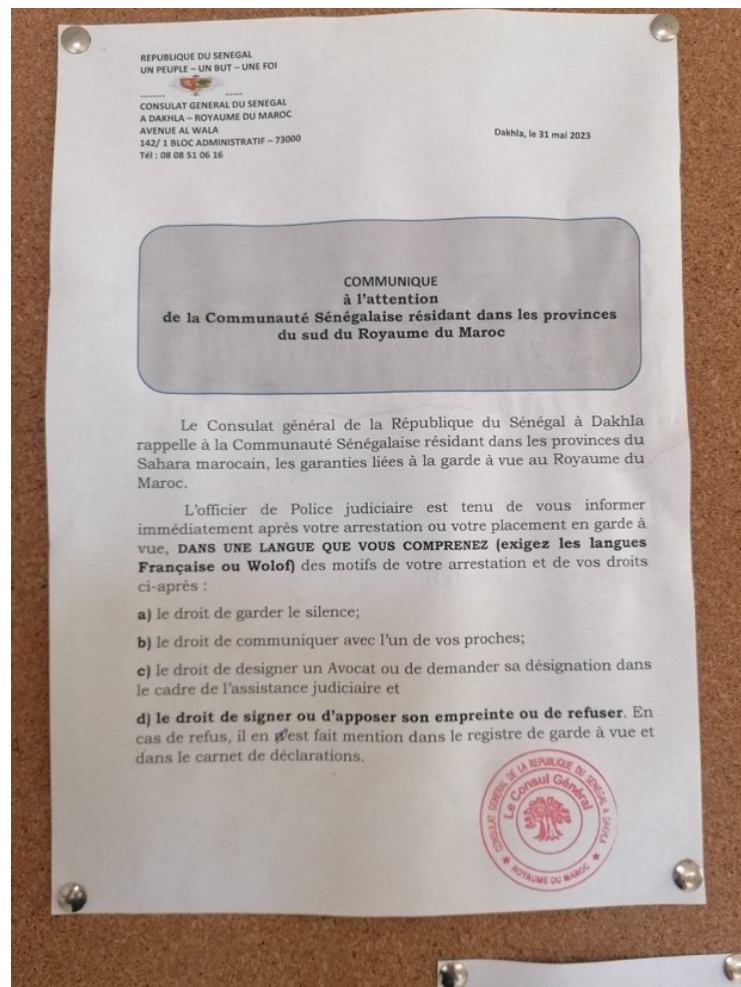 REPUBLIQUE DU SENEGAL
UN PEUPLE – UN BUT – UNE FOI
.......... .......
CONSULAT GENERAL DU SENEGAL
A DAKHLA – ROYAUME DU MAROC
AVENUE AL WALA
142/ 1 BLOC ADMINISTRATIF – 73000
Tél : 08 08 51 06 16
Dakhla, le 31 mai 2023
COMMUNIQUE
à l'attention
de la Communauté Sénégalaise résidant dans les provinces
du sud du Royaume du Maroc
Le Consulat général de la République du Sénégal à Dakhla
rappelle à la Communauté Sénégalaise résidant dans les provinces du
Sahara marocain, les garanties liées à la garde à vue au Royaume du
Maroc.
L'officier de Police judiciaire est tenu de vous informer
immédiatement après votre arrestation ou votre placement en garde à
vue, DANS UNE LANGUE QUE VOUS COMPRENEZ (exigez les langues
Française ou Wolof) des motifs de votre arrestation et de vos droits
ci-après :
a) le droit de garder le silence;
b) le droit de communiquer avec l'un de vos proches;
c) le droit de designer un Avocat ou de demander sa désignation dans
le cadre de l'assistance judiciaire et
d) le droit de signer ou d'apposer son empreinte ou de refuser. En
cas de refus, il en est fait mention dans le registre de garde à vue et
dans le carnet de déclarations.
CONSULAT GENERAL DE LA REPUBLIQUE DU SENEGAL A DAKHLA
Le Consul Général
ROYAUME DU MAROC